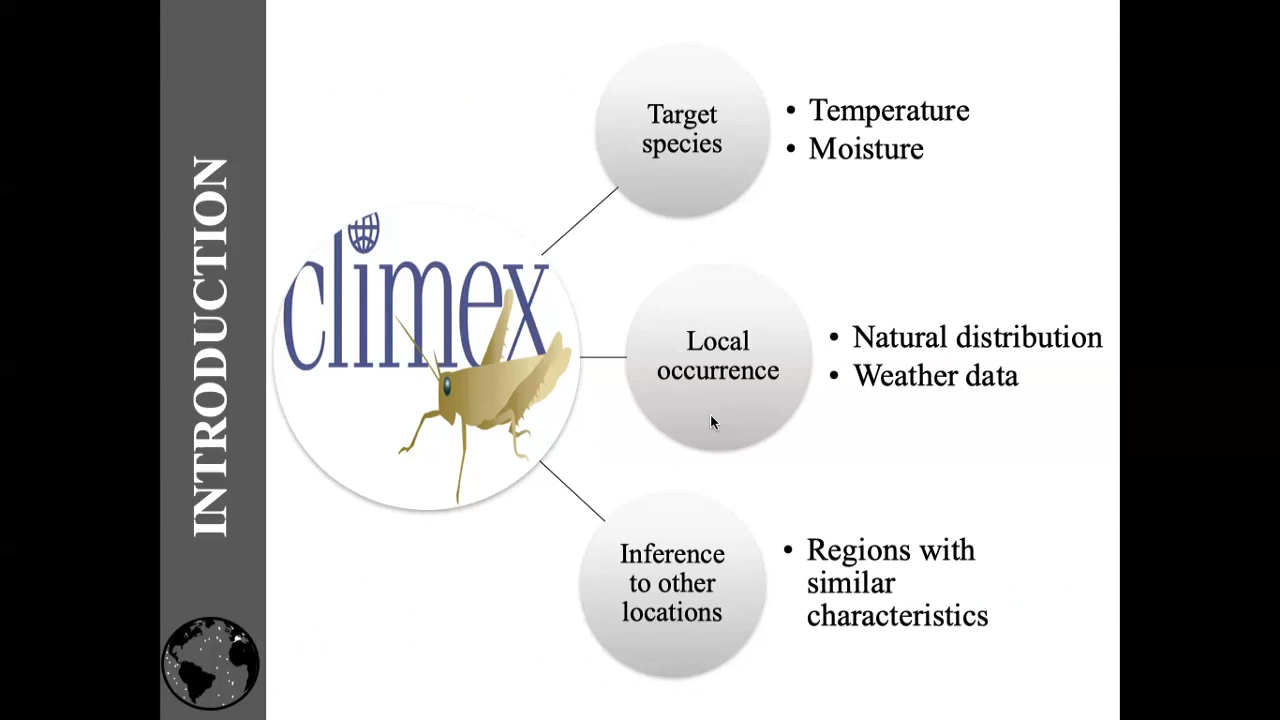 INTRODUCTION
climex
Target
species
• Temperature
• Moisture
Local
occurrence
• Natural distribution
• Weather data
Inference
to other
locations
• Regions with
similar
characteristics